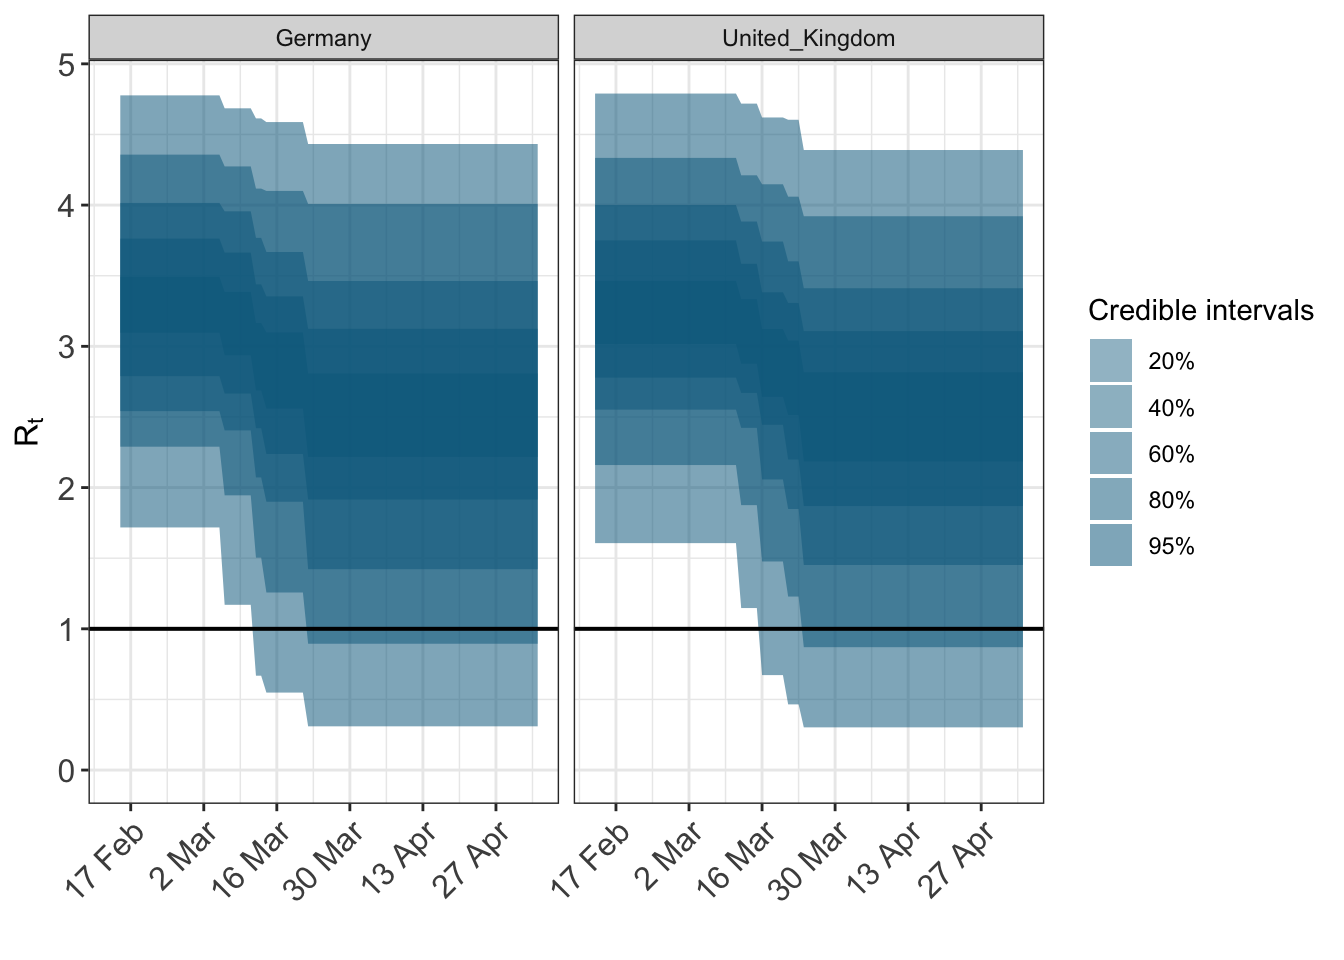 Germany
United_Kingdom
5
4
3
2
1
0
Rt
17 Feb
2 Mar
16 Mar
30 Mar
13 Apr
27 Apr
17 Feb
2 Mar
16 Mar
30 Mar
13 Apr
27 Apr
Credible intervals
20%
40%
60%
80%
95%